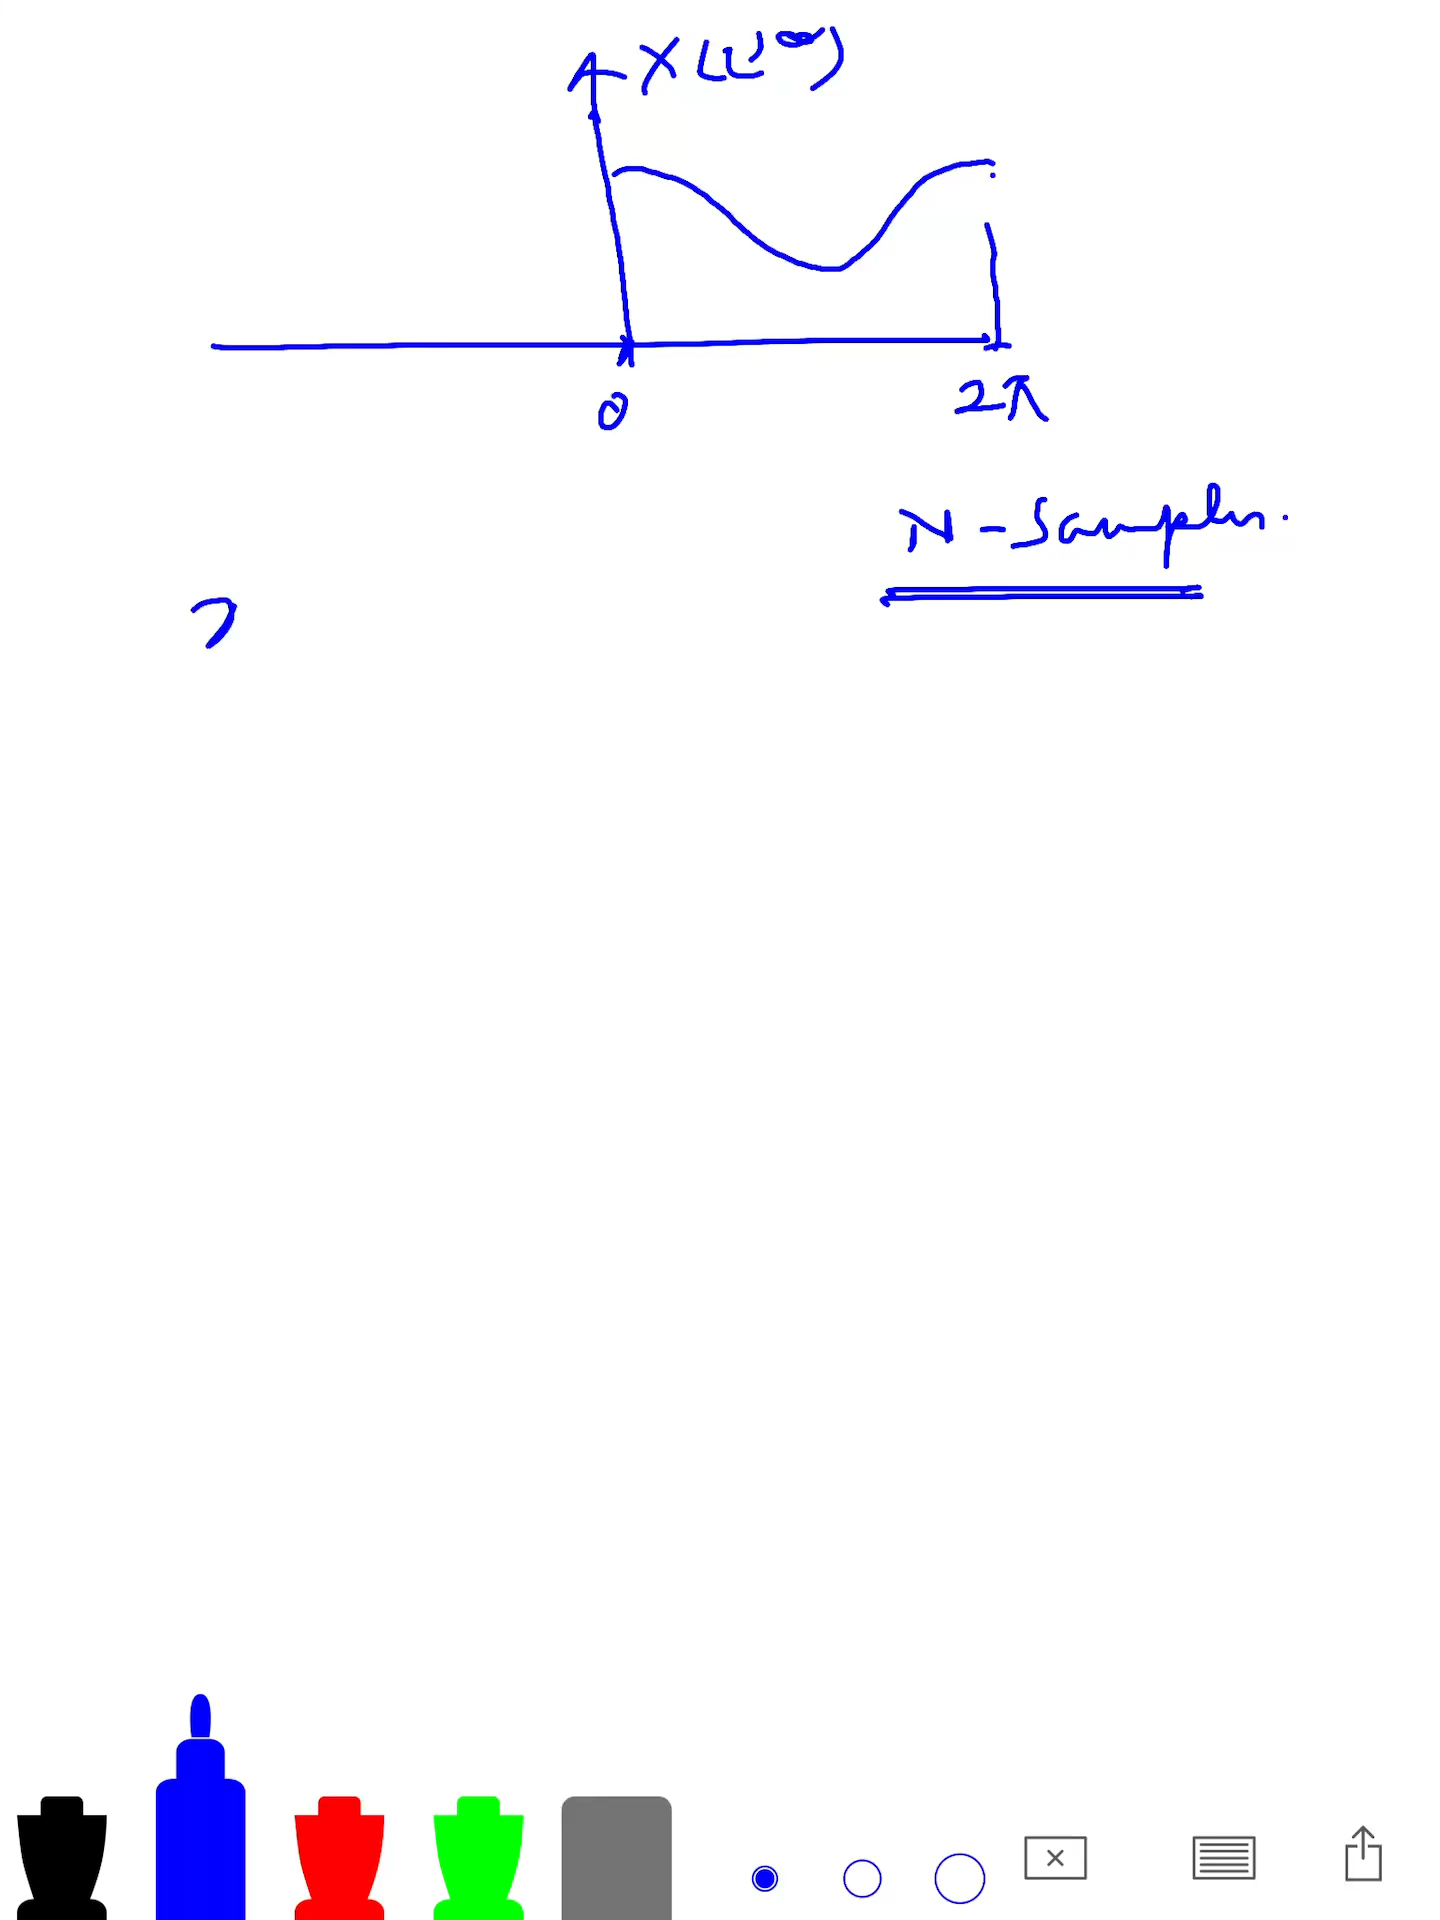 X(e^jω)
0
2π
N - Samples.